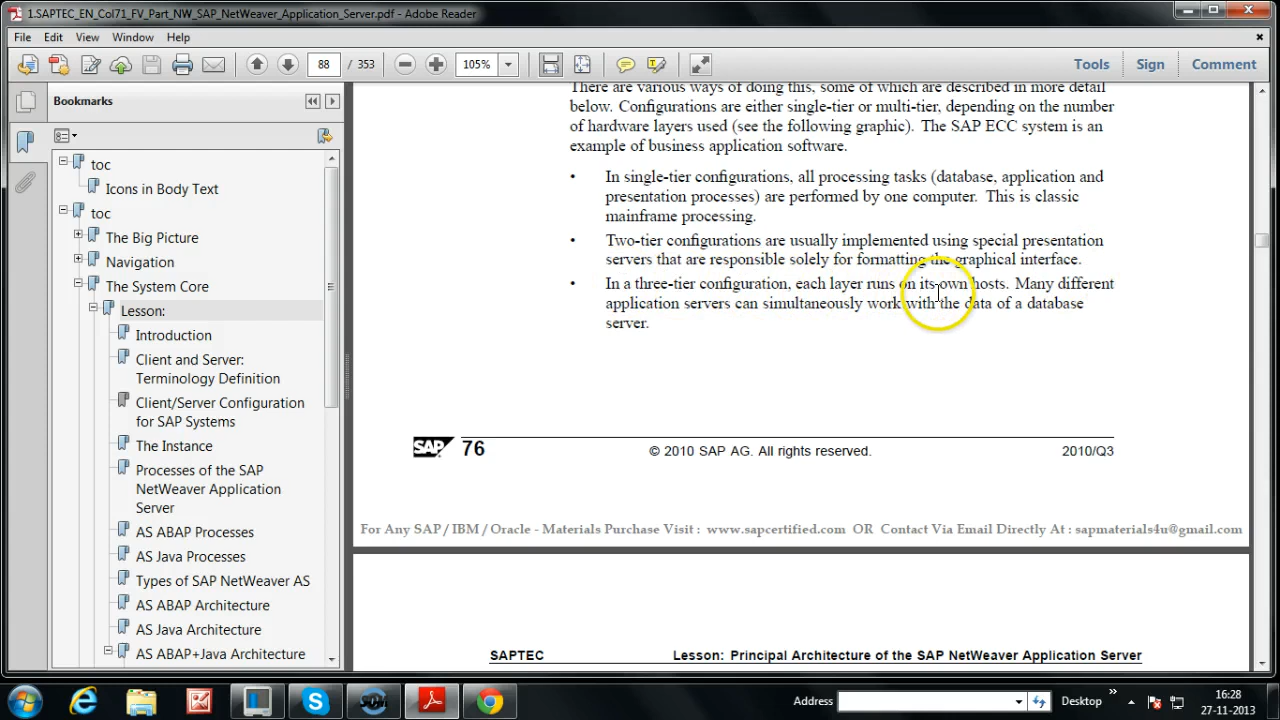 1.SAPTEC_EN_Col71_FV_Part_NW_SAP_NetWeaver_Application_Server.pdf - Adobe Reader
File Edit View Window Help
88 / 353 105% Tools Sign Comment
Bookmarks
toc
Icons in Body Text
toc
The Big Picture
Navigation
The System Core
Lesson:
Introduction
Client and Server:
Terminology Definition
Client/Server Configuration
for SAP Systems
The Instance
Processes of the SAP
NetWeaver Application
Server
AS ABAP Processes
AS Java Processes
Types of SAP NetWeaver AS
AS ABAP Architecture
AS Java Architecture
AS ABAP+Java Architecture
There are various ways of doing this, some of which are described in more detail
below. Configurations are either single-tier or multi-tier, depending on the number
of hardware layers used (see the following graphic). The SAP ECC system is an
example of business application software.
• In single-tier configurations, all processing tasks (database, application and
presentation processes) are performed by one computer. This is classic
mainframe processing.
• Two-tier configurations are usually implemented using special presentation
servers that are responsible solely for formatting the graphical interface.
• In a three-tier configuration, each layer runs on its own hosts. Many different
application servers can simultaneously work with the data of a database
server.
SAP 76 © 2010 SAP AG. All rights reserved. 2010/Q3
For Any SAP / IBM / Oracle - Materials Purchase Visit : www.sapcertified.com OR Contact Via Email Directly At : sapmaterials4u@gmail.com
SAPTEC Lesson: Principal Architecture of the SAP NetWeaver Application Server
Address Desktop 16:28
27-11-2013